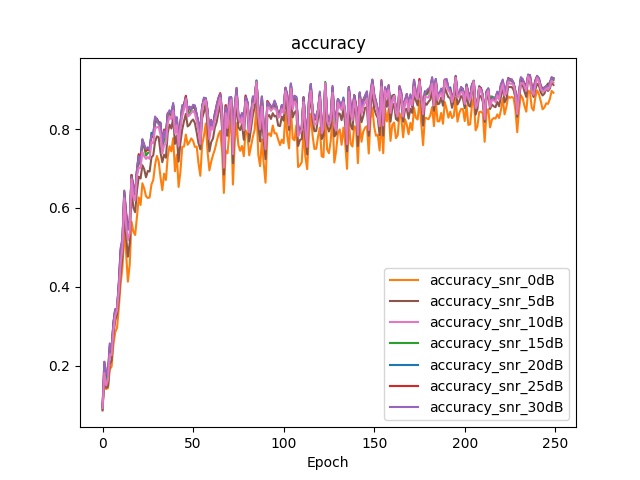 accuracy
0.8
0.6
0.4
0.2
accuracy_snr_0dB
accuracy_snr_5dB
accuracy_snr_10dB
accuracy_snr_15dB
accuracy_snr_20dB
accuracy_snr_25dB
accuracy_snr_30dB
0 50 100 150 200 250
Epoch